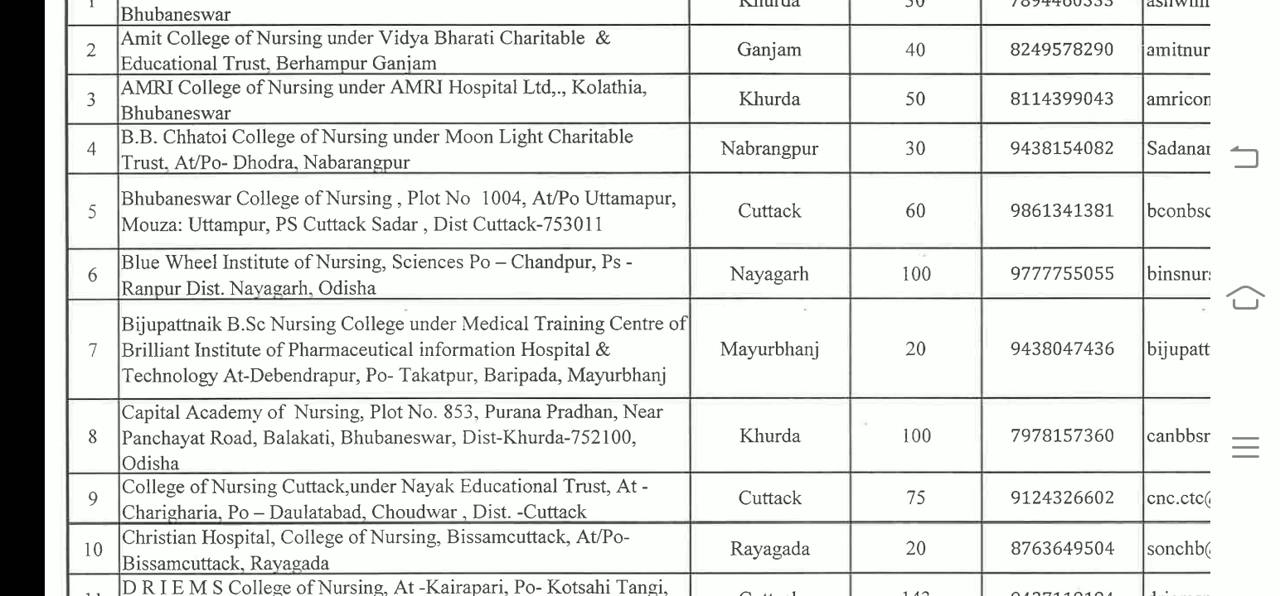 Bhubaneswar
Khurda
2
Amit College of Nursing under Vidya Bharati Charitable &
Educational Trust, Berhampur Ganjam
Ganjam
40
8249578290
amitnur
3
AMRI College of Nursing under AMRI Hospital Ltd,., Kolathia,
Bhubaneswar
Khurda
50
8114399043
amricon
4
B.B. Chhatoi College of Nursing under Moon Light Charitable
Trust, At/Po- Dhodra, Nabarangpur
Nabrangpur
30
9438154082
Sadanan
5
Bhubaneswar College of Nursing , Plot No 1004, At/Po Uttamapur,
Mouza: Uttampur, PS Cuttack Sadar , Dist Cuttack-753011
Cuttack
60
9861341381
bconbsc
6
Blue Wheel Institute of Nursing, Sciences Po – Chandpur, Ps -
Ranpur Dist. Nayagarh, Odisha
Nayagarh
100
9777755055
binsnur
7
Bijupattnaik B.Sc Nursing College under Medical Training Centre of
Brilliant Institute of Pharmaceutical information Hospital &
Technology At-Debendrapur, Po- Takatpur, Baripada, Mayurbhanj
Mayurbhanj
20
9438047436
bijupatt
8
Capital Academy of Nursing, Plot No. 853, Purana Pradhan, Near
Panchayat Road, Balakati, Bhubaneswar, Dist-Khurda-752100,
Odisha
Khurda
100
7978157360
canbbsr
9
College of Nursing Cuttack,under Nayak Educational Trust, At -
Charigharia, Po – Daulatabad, Choudwar , Dist. -Cuttack
Cuttack
75
9124326602
cnc.ctc@
10
Christian Hospital, College of Nursing, Bissamcuttack, At/Po-
Bissamcuttack, Rayagada
Rayagada
20
8763649504
sonchb@
D R I E M S College of Nursing, At -Kairapari, Po- Kotsahi Tangi,